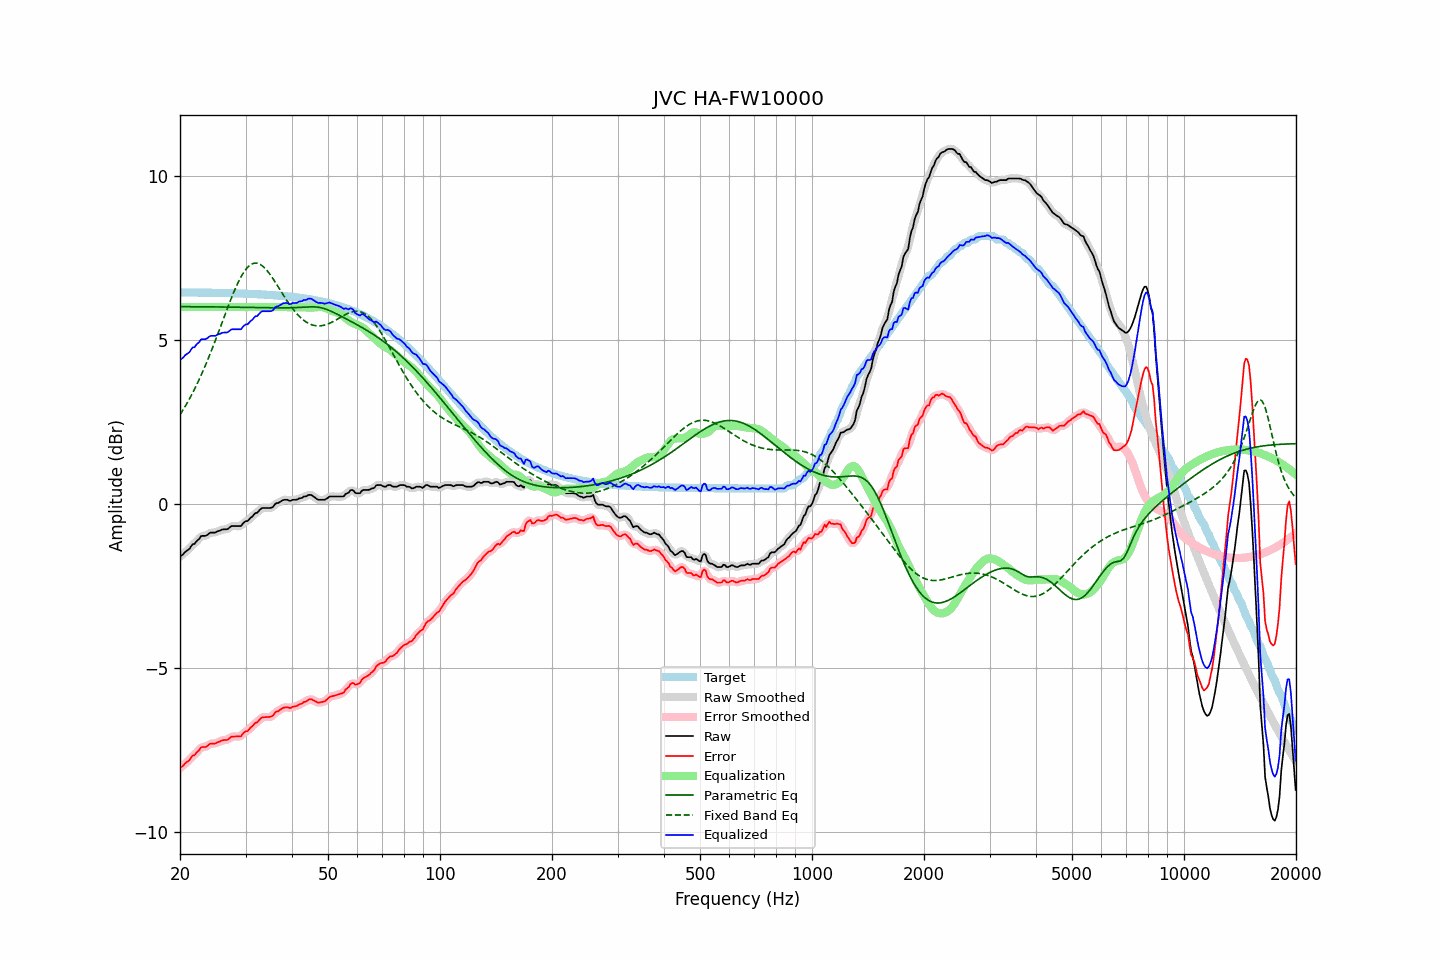 JVC HA-FW10000
Amplitude (dBr)
10
5
0
−5
−10
Target
Raw Smoothed
Error Smoothed
Raw
Error
Equalization
Parametric Eq
Fixed Band Eq
Equalized
20 50 100 200 500 1000 2000 5000 10000 20000
Frequency (Hz)